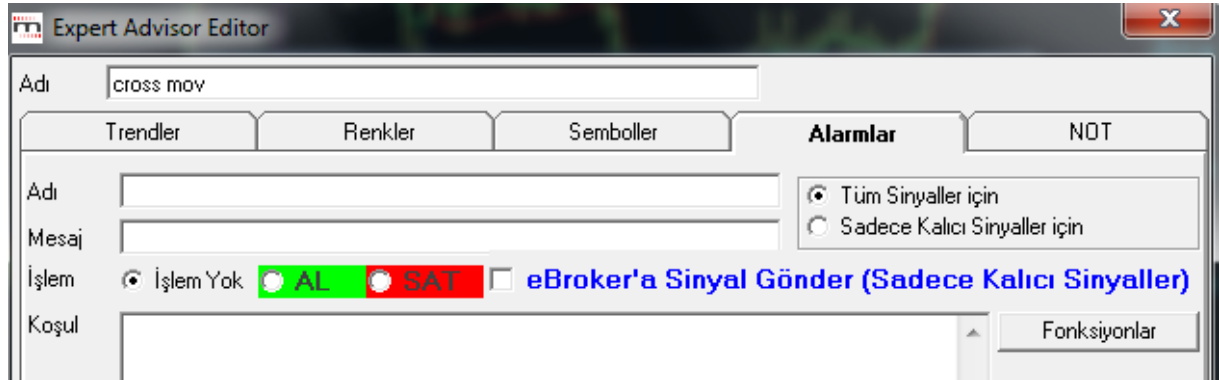 Expert Advisor Editor
Adı cross mov
Trendler Renkler Semboller Alarmlar NOT
Adı
Tüm Sinyaller için
Sadece Kalıcı Sinyaller için
Mesaj
İşlem İşlem Yok AL SAT eBroker'a Sinyal Gönder (Sadece Kalıcı Sinyaller)
Koşul Fonksiyonlar